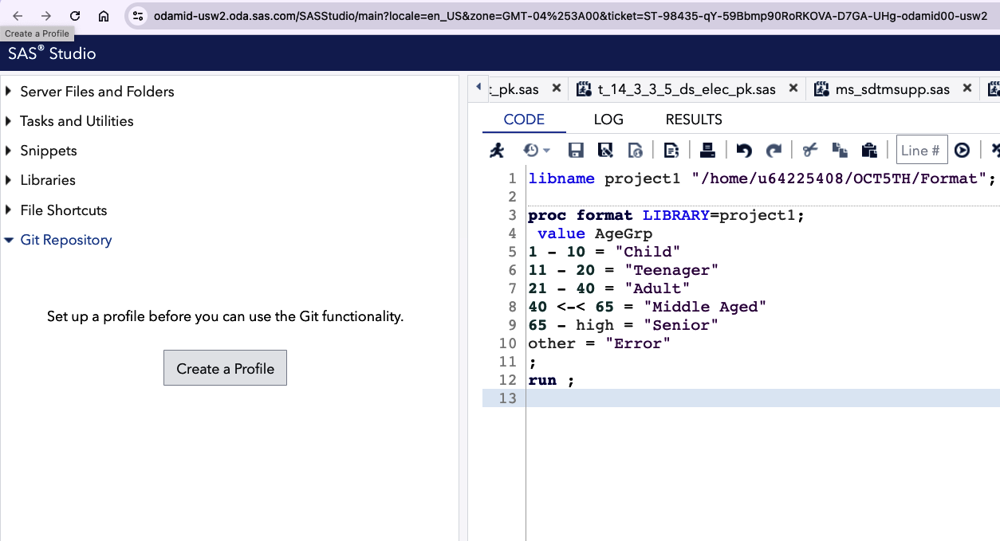 odamid-usw2.oda.sas.com/SASStudio/main?locale=en_US&zone=GMT-04%253A00&ticket=ST-98435-qY-59Bbmp90RoRKOVA-D7GA-UHg-odamid00-usw2
Create a Profile
SAS® Studio
Server Files and Folders
Tasks and Utilities
Snippets
Libraries
File Shortcuts
Git Repository
Set up a profile before you can use the Git functionality.
Create a Profile
t_pk.sas
t_14_3_3_5_ds_elec_pk.sas
ms_sdtmsupp.sas
CODE LOG RESULTS
Line #
1 libname project1 "/home/u64225408/OCT5TH/Format";
2
3 proc format LIBRARY=project1;
4 value AgeGrp
5 1 - 10 = "Child"
6 11 - 20 = "Teenager"
7 21 - 40 = "Adult"
8 40 <-< 65 = "Middle Aged"
9 65 - high = "Senior"
10 other = "Error"
11 ;
12 run ;
13